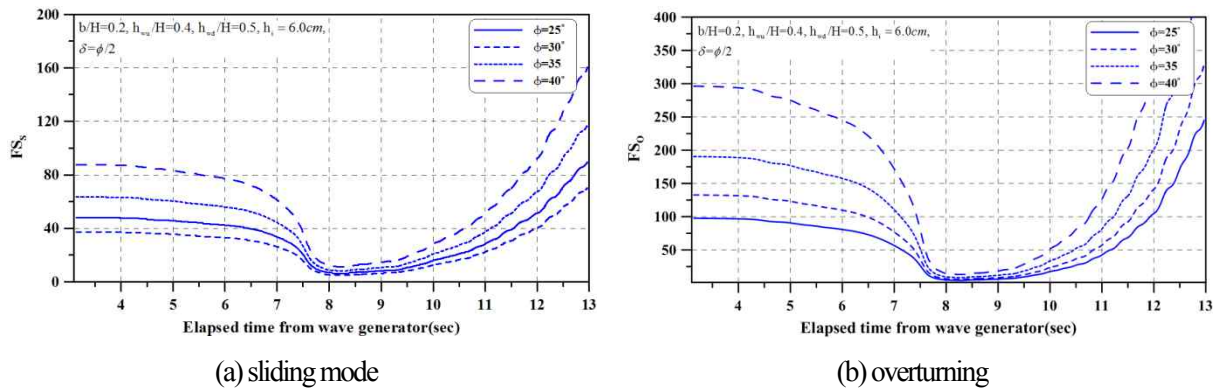 200
160
120
80
40
0
FS_S
b/H=0.2, h_wu/H=0.4, h_wd/H=0.5, h_i = 6.0cm,
δ=ϕ/2
ϕ=25°
ϕ=30°
ϕ=35
ϕ=40°
4 5 6 7 8 9 10 11 12 13
Elapsed time from wave generator(sec)
(a) sliding mode
400
350
300
250
200
150
100
50
FS_O
b/H=0.2, h_wu/H=0.4, h_wd/H=0.5, h_i = 6.0cm,
δ=ϕ/2
ϕ=25°
ϕ=30°
ϕ=35
ϕ=40°
4 5 6 7 8 9 10 11 12 13
Elapsed time from wave generator(sec)
(b) overturning